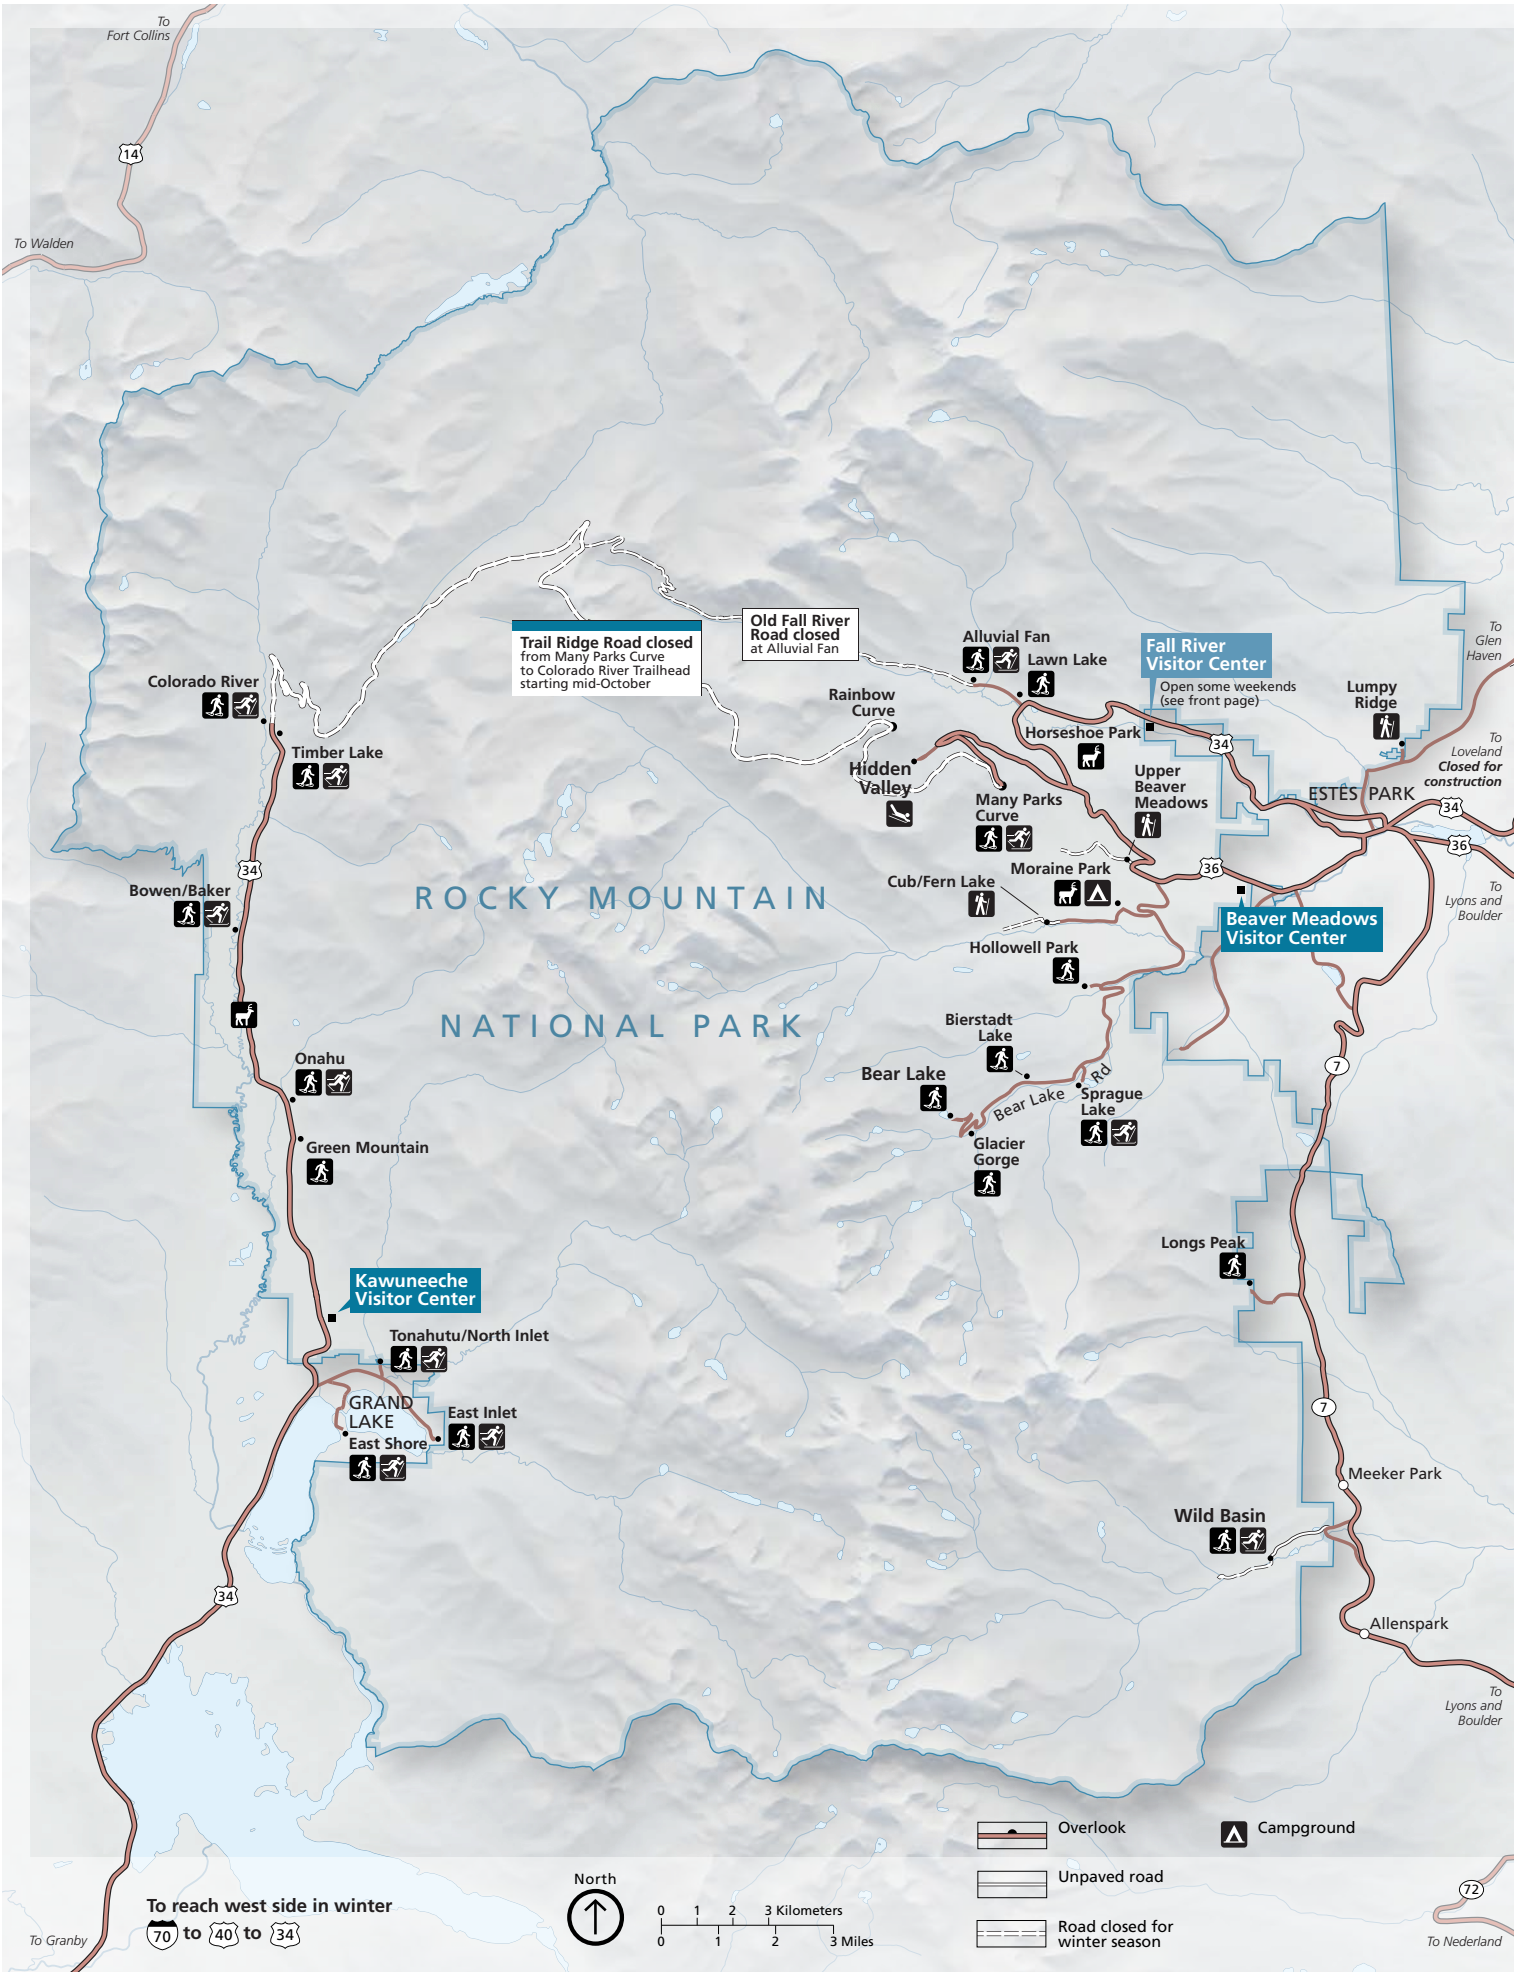 To
Fort Collins
14
To Walden
Trail Ridge Road closed
from Many Parks Curve
to Colorado River Trailhead
starting mid-October
Old Fall River
Road closed
at Alluvial Fan
Alluvial Fan
Lawn Lake
Fall River
Visitor Center
Open some weekends
(see front page)
To
Glen
Haven
Lumpy
Ridge
Colorado River
Timber Lake
Rainbow
Curve
Horseshoe Park
34
To
Loveland
Closed for
construction
Hidden
Valley
Many Parks
Curve
Upper
Beaver
Meadows
ESTES PARK
34
36
34
Bowen/Baker
ROCKY MOUNTAIN
NATIONAL PARK
Cub/Fern Lake
Moraine Park
36
To
Lyons and
Boulder
Beaver Meadows
Visitor Center
Hollowell Park
Bierstadt
Lake
Bear Lake
Bear Lake Rd
Sprague
Lake
Glacier
Gorge
7
Onahu
Green Mountain
Longs Peak
Kawuneeche
Visitor Center
Tonahutu/North Inlet
GRAND
LAKE
East Inlet
East Shore
7
Meeker Park
Wild Basin
34
Allenspark
To
Lyons and
Boulder
Overlook
Campground
Unpaved road
Road closed for
winter season
North
0 1 2 3 Kilometers
0 1 2 3 Miles
To reach west side in winter
70 to 40 to 34
To Granby
72
To Nederland